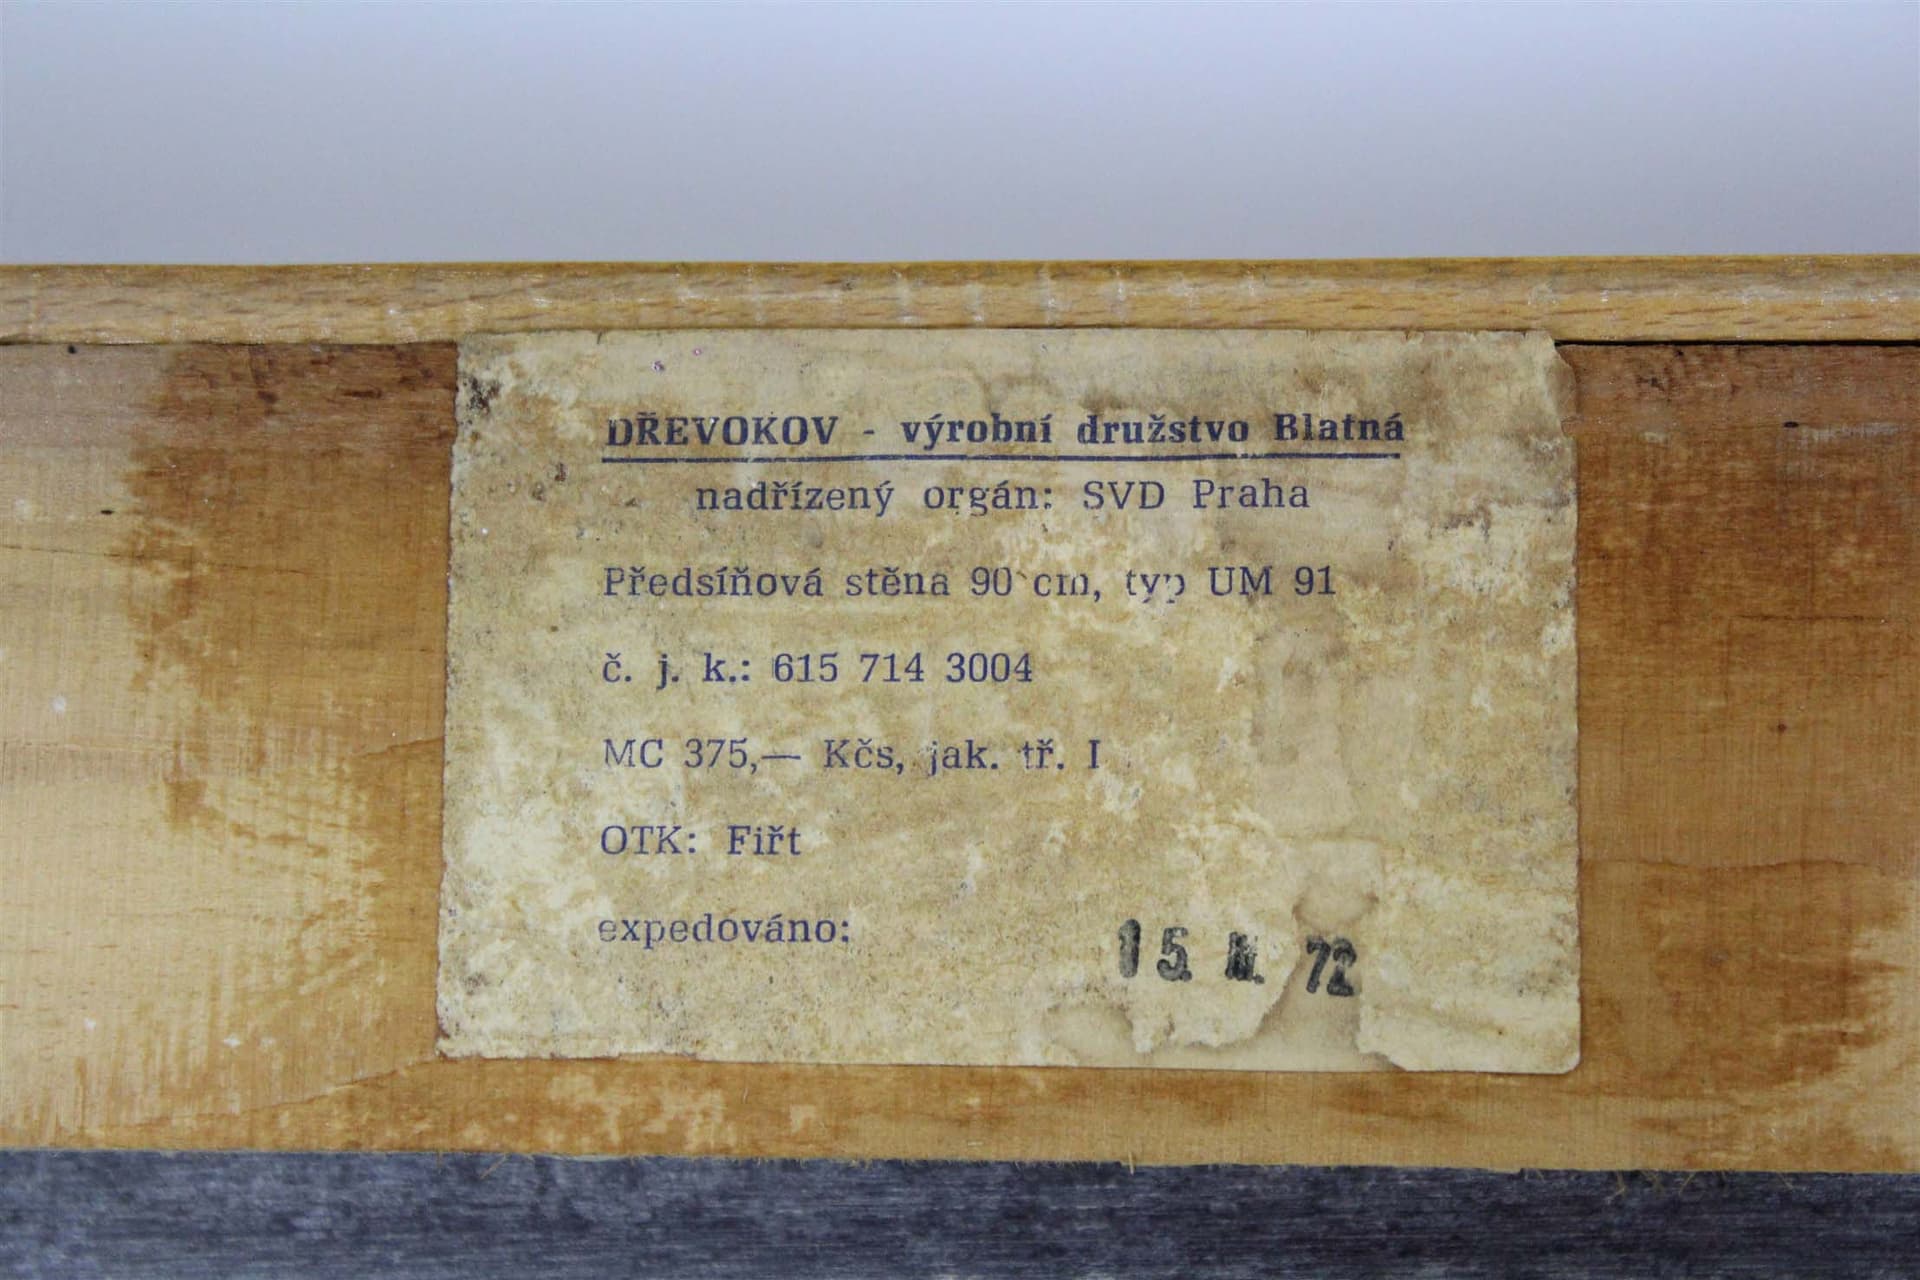 DŘEVOKOV - výrobní družstvo Blatná
nadřízený orgán: SVD Praha
Předsíňová stěna 90 cm, typ UM 91
č. j. k.: 615 714 3004
MC 375,— Kčs, jak. tř. I
OTK: Fiřt
expedováno:
15. 72